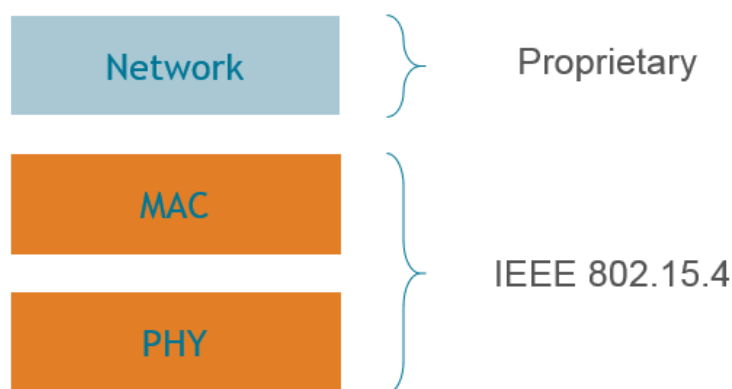 Network
Proprietary
MAC
IEEE 802.15.4
PHY